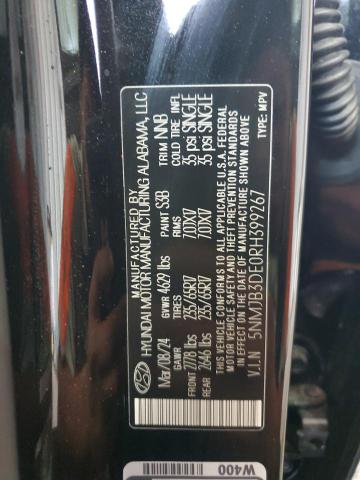 MANUFACTURED BY
HYUNDAI MOTOR MANUFACTURING ALABAMA, LLC
Mar/08/24 GVWR 4629 lbs PAINT S3B TRIM NNB
GAWR TIRES RIMS COLD TIRE INFL
FRONT 2778 lbs 235/65R17 7.0JX17 35 psi SINGLE
REAR 2646 lbs 235/65R17 7.0JX17 35 psi SINGLE
THIS VEHICLE CONFORMS TO ALL APPLICABLE U.S.A. FEDERAL
MOTOR VEHICLE SAFETY AND THEFT PREVENTION STANDARDS
IN EFFECT ON THE DATE OF MANUFACTURE SHOWN ABOVE
V.I.N 5NMJB3DE0RH399267 TYPE: MPV
W400